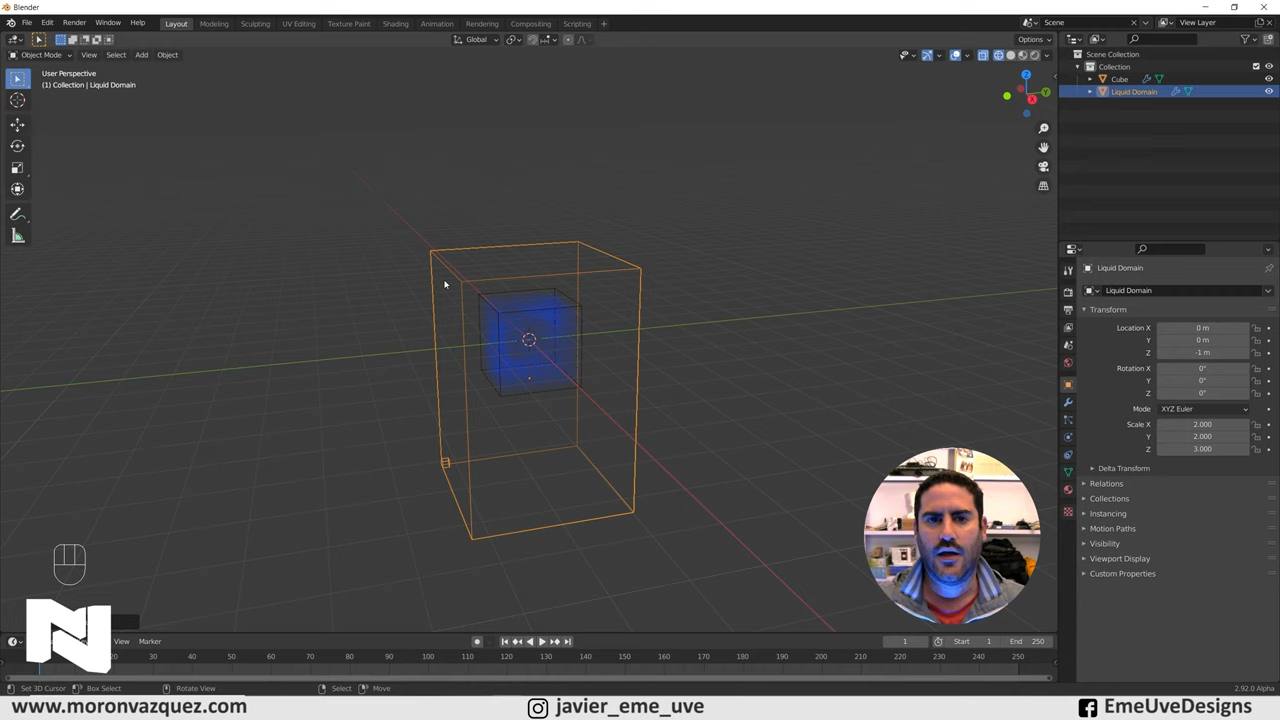 Blender
File Edit Render Window Help
Layout Modeling Sculpting UV Editing Texture Paint Shading Animation Rendering Compositing Scripting +
Scene
View Layer
Global
Options
Object Mode View Select Add Object
User Perspective
(1) Collection | Liquid Domain
Z
Y
X
Scene Collection
Collection
Cube
Liquid Domain
Liquid Domain
Liquid Domain
Transform
Location X 0 m
Y 0 m
Z -1 m
Rotation X 0°
Y 0°
Z 0°
Mode XYZ Euler
Scale X 2.000
Y 2.000
Z 3.000
Delta Transform
Relations
Collections
Instancing
Motion Paths
Visibility
Viewport Display
Custom Properties
N
View Marker
1 Start 1 End 250
20 30 40 50 60 70 80 90 100 110 120 130 140 150 160 170 180 190 200 210 220 230 240 250
Set 3D Cursor Box Select Rotate View Select Move 2.92.0 Alpha
www.moronvazquez.com javier_eme_uve EmeUveDesigns